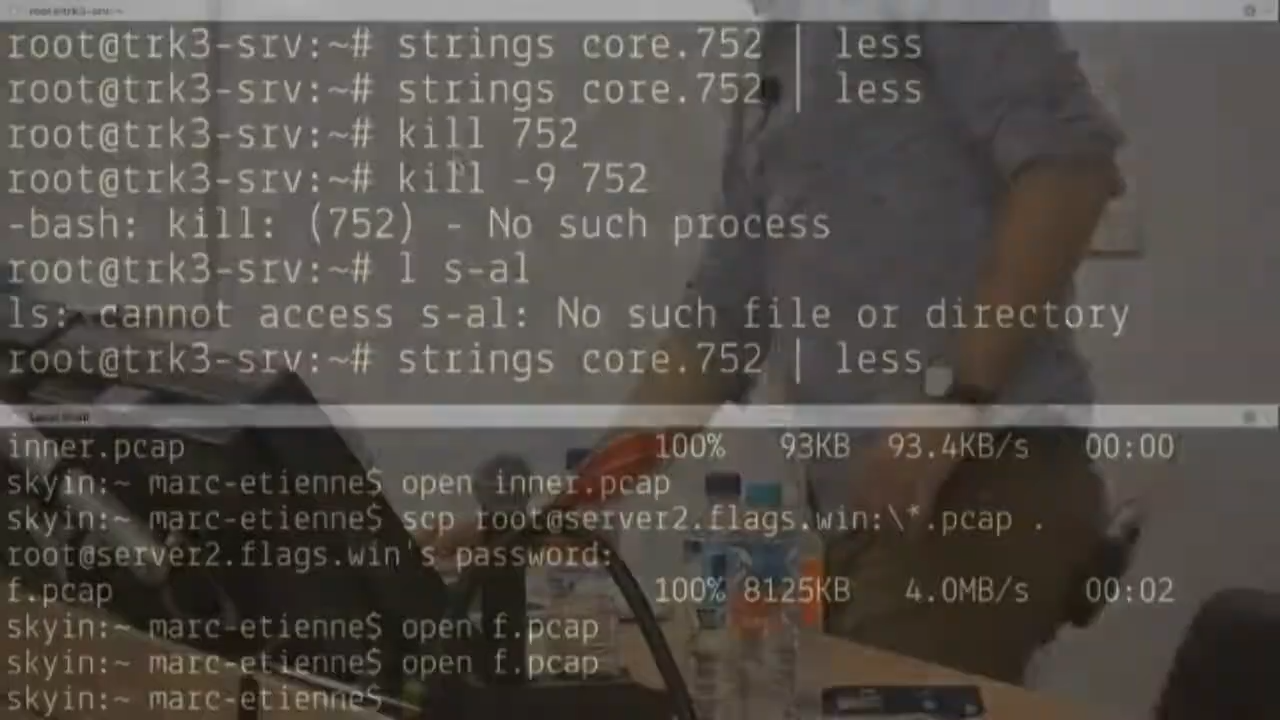 root@trk3-srv:~
root@trk3-srv:~# strings core.752 | less
root@trk3-srv:~# strings core.752 | less
root@trk3-srv:~# kill 752
root@trk3-srv:~# kill -9 752
-bash: kill: (752) - No such process
root@trk3-srv:~# l s-al
ls: cannot access s-al: No such file or directory
root@trk3-srv:~# strings core.752 | less
inner.pcap 100% 93KB 93.4KB/s 00:00
skyin:~ marc-etienne$ open inner.pcap
skyin:~ marc-etienne$ scp root@server2.flags.win:\*.pcap .
root@server2.flags.win's password:
f.pcap 100% 8125KB 4.0MB/s 00:02
skyin:~ marc-etienne$ open f.pcap
skyin:~ marc-etienne$ open f.pcap
skyin:~ marc-etienne$